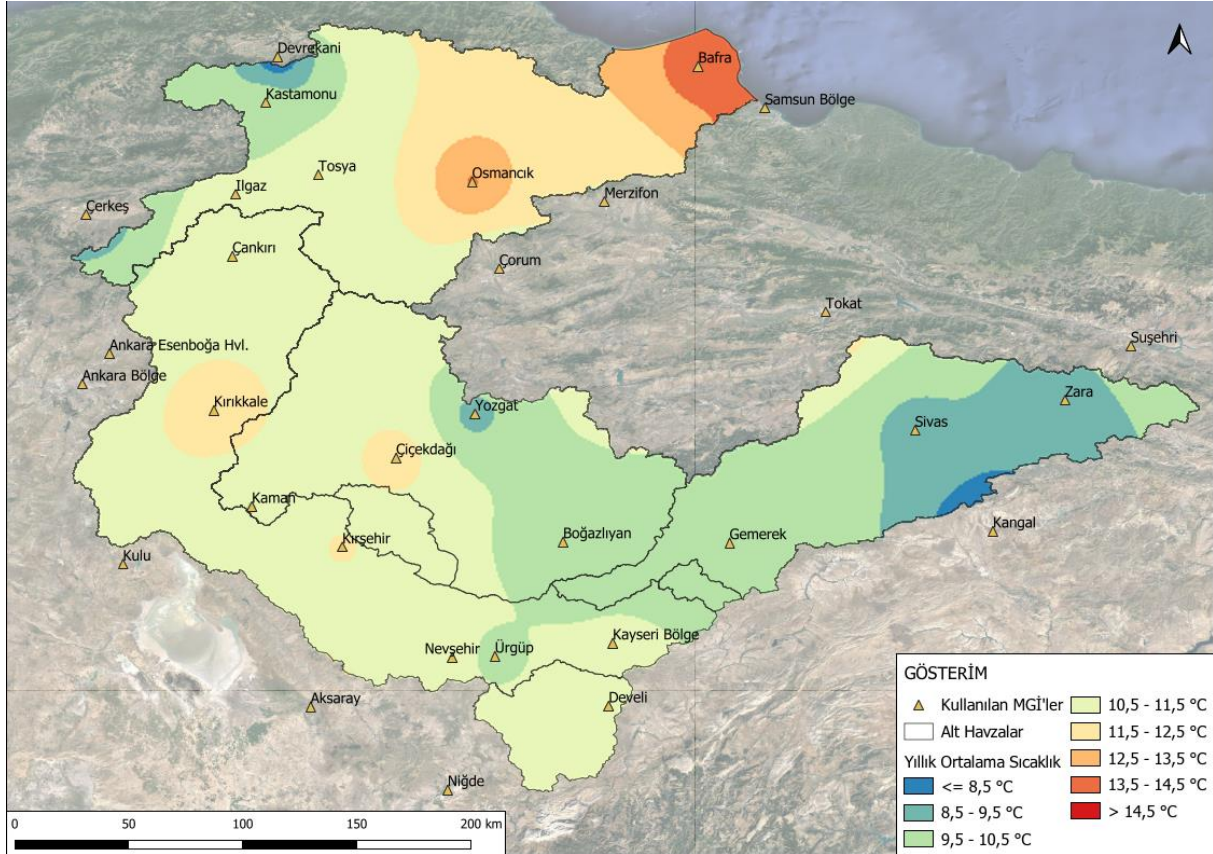 Devrekani
Bafra
Kastamonu
Samsun Bölge
Tosya
Osmancık
Ilgaz
Merzifon
Çerkeş
Çankırı
Çorum
Tokat
Suşehri
Ankara Esenboğa Hvl.
Ankara Bölge
Kırıkkale
Yozgat
Zara
Sivas
Çiçekdağı
Kaman
Kangal
Kırşehir
Boğazlıyan
Gemerek
Kulu
Nevşehir
Ürgüp
Kayseri Bölge
Aksaray
Develi
Niğde
0 50 100 150 200 km
GÖSTERİM
Kullanılan MGİ'ler
Alt Havzalar
Yıllık Ortalama Sıcaklık
<= 8,5 °C
8,5 - 9,5 °C
9,5 - 10,5 °C
10,5 - 11,5 °C
11,5 - 12,5 °C
12,5 - 13,5 °C
13,5 - 14,5 °C
> 14,5 °C